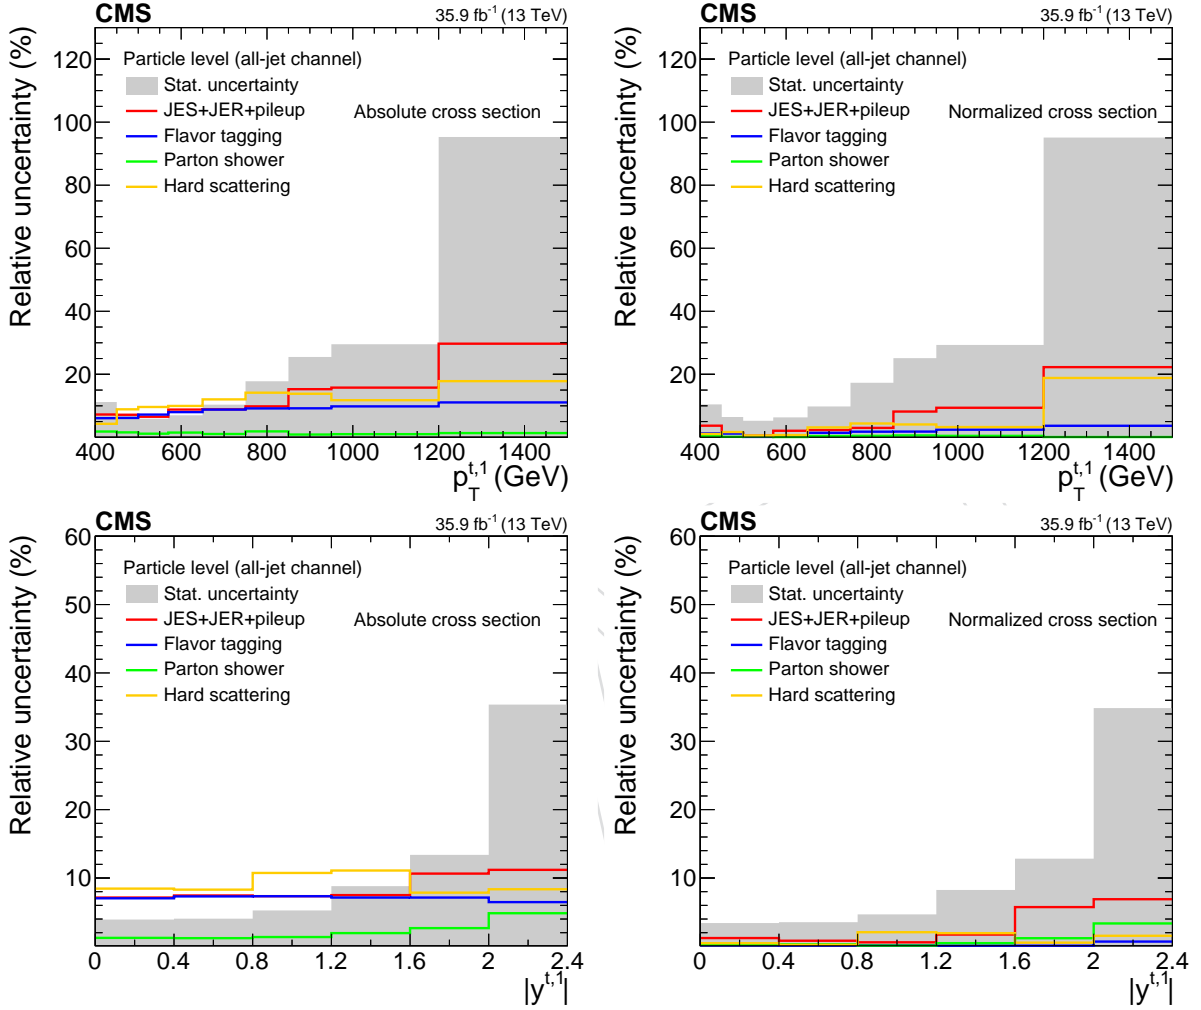 CMS
35.9 fb-1 (13 TeV)
Relative uncertainty (%)
120
100
80
60
40
20
Particle level (all-jet channel)
Stat. uncertainty
JES+JER+pileup
Absolute cross section
Flavor tagging
Parton shower
Hard scattering
400 600 800 1000 1200 1400
p_T^{t,1} (GeV)
CMS
35.9 fb-1 (13 TeV)
Relative uncertainty (%)
120
100
80
60
40
20
Particle level (all-jet channel)
Stat. uncertainty
JES+JER+pileup
Normalized cross section
Flavor tagging
Parton shower
Hard scattering
400 600 800 1000 1200 1400
p_T^{t,1} (GeV)
CMS
35.9 fb-1 (13 TeV)
Relative uncertainty (%)
60
50
40
30
20
10
Particle level (all-jet channel)
Stat. uncertainty
JES+JER+pileup
Absolute cross section
Flavor tagging
Parton shower
Hard scattering
0 0.4 0.8 1.2 1.6 2 2.4
|y^{t,1}|
CMS
35.9 fb-1 (13 TeV)
Relative uncertainty (%)
60
50
40
30
20
10
Particle level (all-jet channel)
Stat. uncertainty
JES+JER+pileup
Normalized cross section
Flavor tagging
Parton shower
Hard scattering
0 0.4 0.8 1.2 1.6 2 2.4
|y^{t,1}|